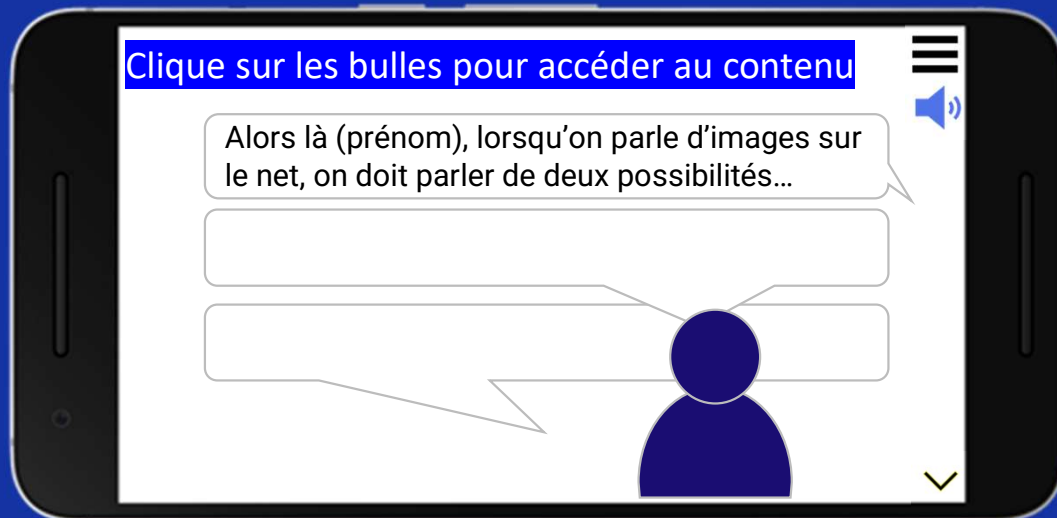 Clique sur les bulles pour accéder au contenu
Alors là (prénom), lorsqu’on parle d’images sur
le net, on doit parler de deux possibilités…